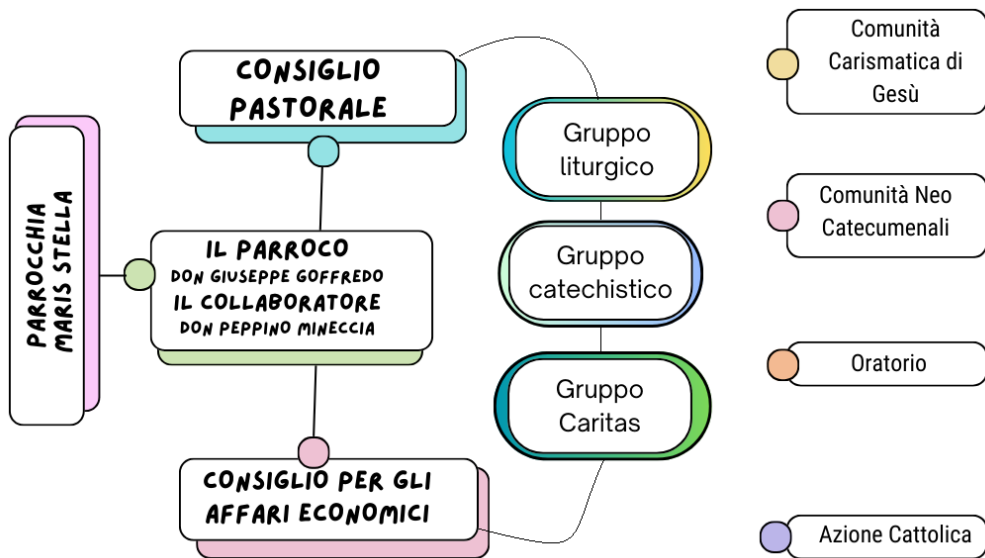 PARROCCHIA
MARIS STELLA
CONSIGLIO
PASTORALE
IL PARROCO
DON GIUSEPPE GOFFREDO
IL COLLABORATORE
DON PEPPINO MINECCIA
CONSIGLIO PER GLI
AFFARI ECONOMICI
Gruppo
liturgico
Gruppo
catechistico
Gruppo
Caritas
Comunità
Carismatica di
Gesù
Comunità Neo
Catecumenali
Oratorio
Azione Cattolica